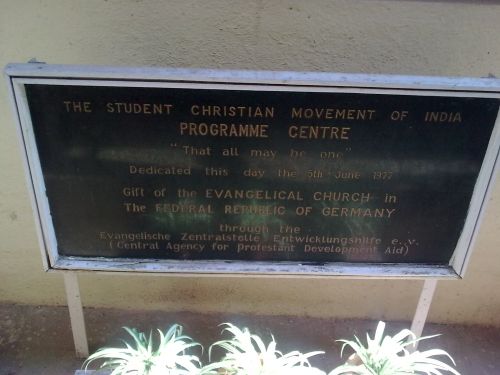 THE STUDENT CHRISTIAN MOVEMENT OF INDIA
PROGRAMME CENTRE
"That all may be one"
Dedicated this day the 5th June 1977
Gift of the EVANGELICAL CHURCH in
The FEDERAL REPUBLIC OF GERMANY
through the
Evangelische Zentralstolle Entwicklungshilfe e.v.
(Central Agency for protestant Development Aid)